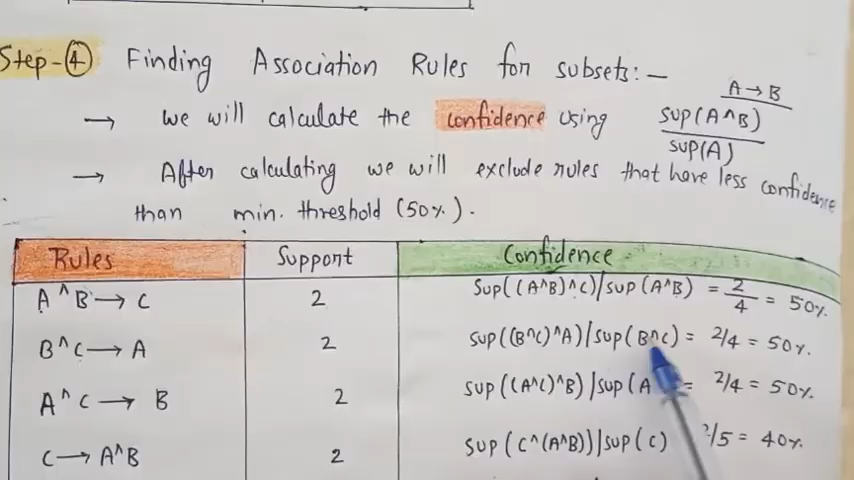 Step-④ Finding Association Rules for subsets:-
A → B
→ we will calculate the confidence using sup(A^B)
sup(A)
→ After calculating we will exclude rules that have less confidence
than min. threshold (50%).
Rules Support Confidence
A^B → C 2 Sup((A^B)^C)/sup(A^B) = 2/4 = 50%.
B^C → A 2 Sup((B^C)^A)/sup(B^C) = 2/4 = 50%.
A^C → B 2 Sup((A^C)^B)/sup(A = 2/4 = 50%.
C → A^B 2 Sup(C^(A^B))/sup(C) 2/5 = 40%.